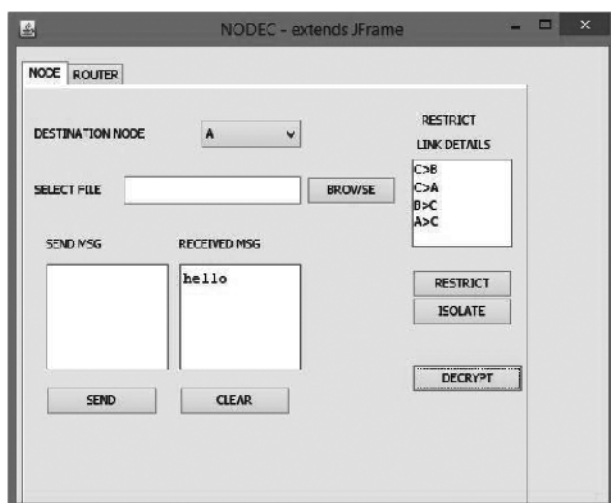 NODEC - extends JFrame
NODE ROUTER
DESTINATION NODE A
RESTRICT
LINK DETAILS
C>B
C>A
B>C
A>C
SELECT FILE BROWSE
SEND MSG RECEIVED MSG
hello
RESTRICT
ISOLATE
DECRYPT
SEND CLEAR